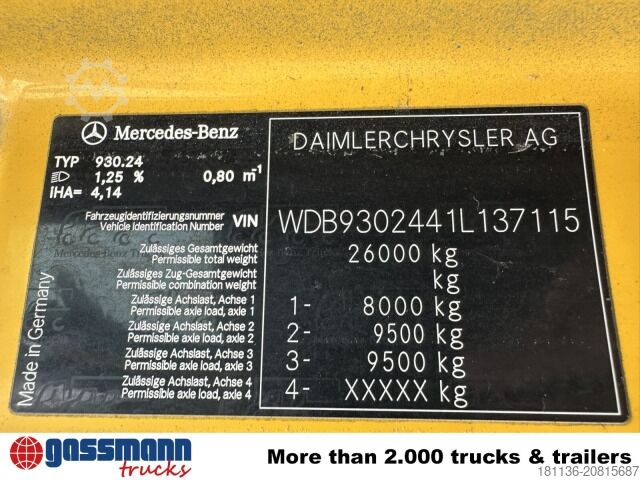 Mercedes-Benz
DAIMLERCHRYSLER AG
TYP 930.24
1,25 % 0,80 m⁻¹
iHA= 4,14
Fahrzeugidentifizierungsnummer
Vehicle Identification Number VIN WDB9302441L137115
Zulässiges Gesamtgewicht
Permissible total weight 26000 kg
Zulässiges Zug-Gesamtgewicht
Permissible combination weight kg
Zulässige Achslast, Achse 1
Permissible axle load, axle 1 1- 8000 kg
Zulässige Achslast, Achse 2
Permissible axle load, axle 2 2- 9500 kg
Zulässige Achslast, Achse 3
Permissible axle load, axle 3 3- 9500 kg
Zulässige Achslast, Achse 4
Permissible axle load, axle 4 4- XXXXX kg
Made in Germany
gassmann
trucks
More than 2.000 trucks & trailers
181136-20815687